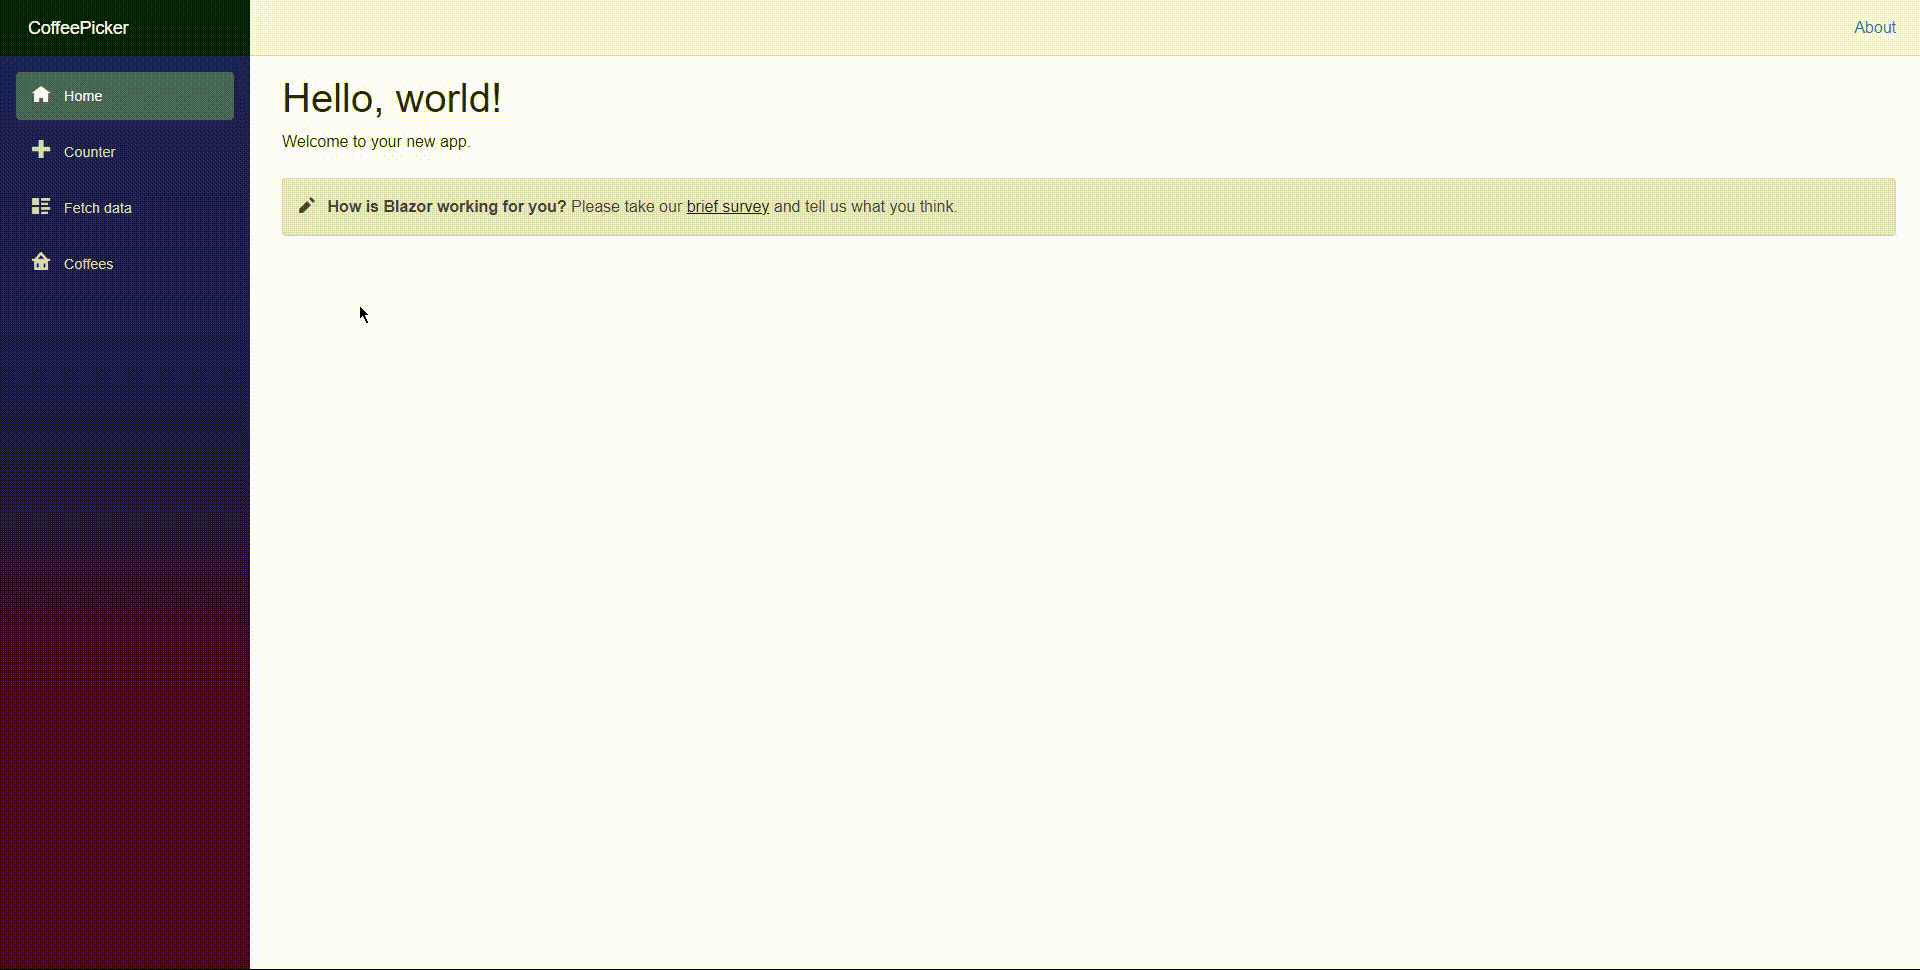 CoffeePicker
About
Home
Counter
Fetch data
Coffees
Hello, world!
Welcome to your new app.
How is Blazor working for you? Please take our brief survey and tell us what you think.